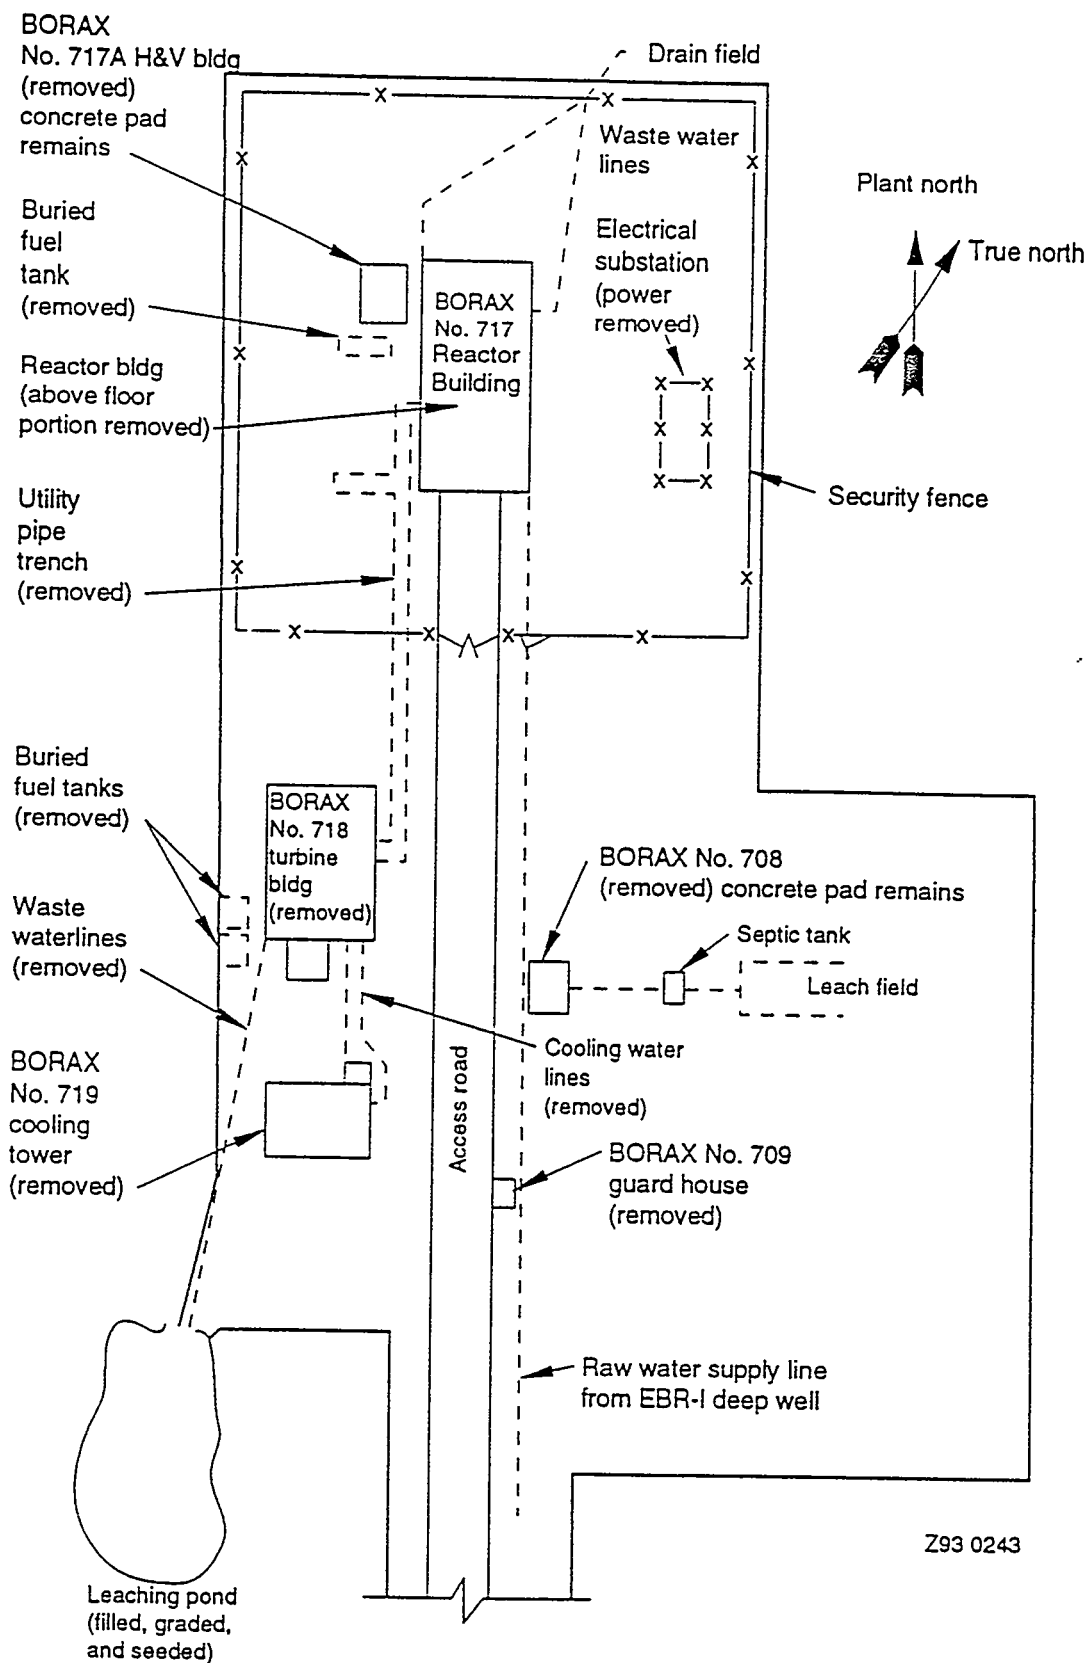 BORAX
No. 717A H&V bldg
(removed)
concrete pad
remains
Drain field
Waste water
lines
Plant north
True north
Buried
fuel
tank
(removed)
Electrical
substation
(power
removed)
BORAX
No. 717
Reactor
Building
Reactor bldg
(above floor
portion removed)
Security fence
Utility
pipe
trench
(removed)
Buried
fuel tanks
(removed)
BORAX
No. 718
turbine
bldg
(removed)
BORAX No. 708
(removed) concrete pad remains
Waste
waterlines
(removed)
Septic tank
Leach field
Cooling water
lines
(removed)
BORAX
No. 719
cooling
tower
(removed)
Access road
BORAX No. 709
guard house
(removed)
Raw water supply line
from EBR-I deep well
Z93 0243
Leaching pond
(filled, graded,
and seeded)